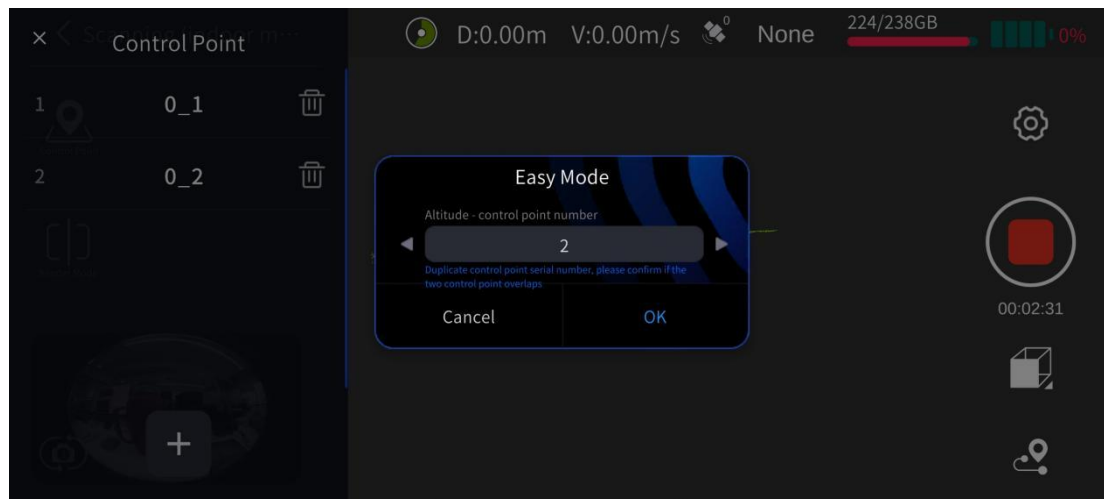 Control Point
D:0.00m V:0.00m/s 0 None 224/238GB 0%
1 0_1
2 0_2
Easy Mode
Altitude - control point number
2
Duplicate control point serial number, please confirm if the
two control point overlaps
Cancel OK
00:02:31